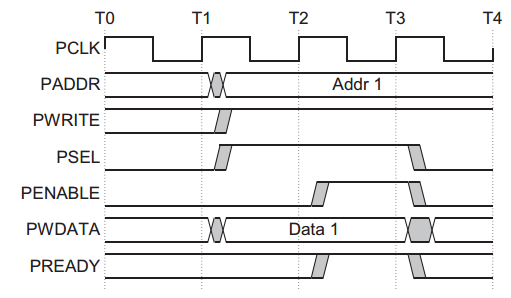 T0 T1 T2 T3 T4
PCLK
PADDR Addr 1
PWRITE
PSEL
PENABLE
PWDATA Data 1
PREADY